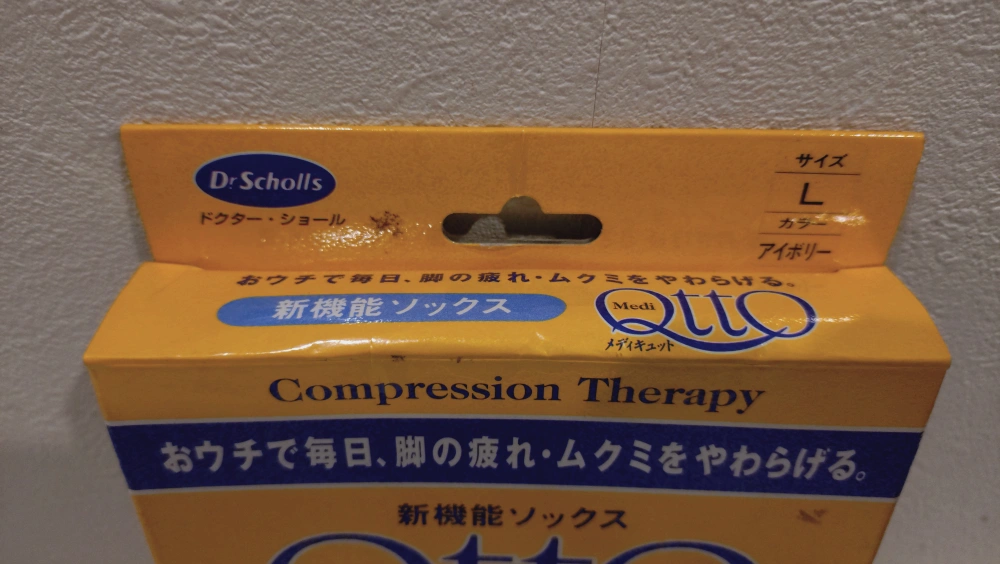 Dr Scholls
ドクター・ショール
サイズ
L
カラー
アイボリー
おウチで毎日、脚の疲れ・ムクミをやわらげる。
新機能ソックス
Medi QttO
メディキュット
Compression Therapy
おウチで毎日、脚の疲れ・ムクミをやわらげる。
新機能ソックス
QttO